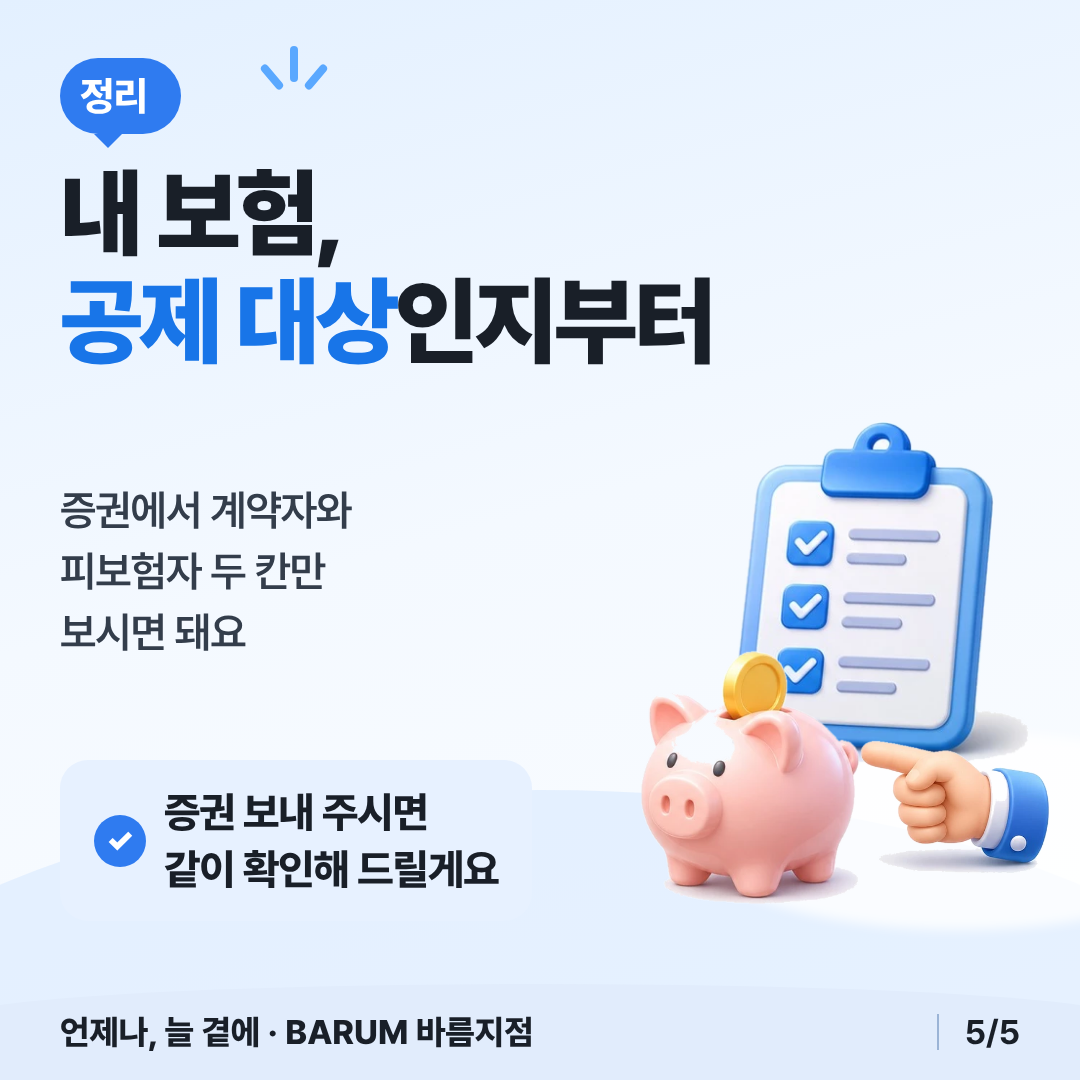 정리
내 보험,
공제 대상인지부터
증권에서 계약자와
피보험자 두 칸만
보시면 돼요
증권 보내 주시면
같이 확인해 드릴게요
언제나, 늘 곁에 · BARUM 바름지점
5/5